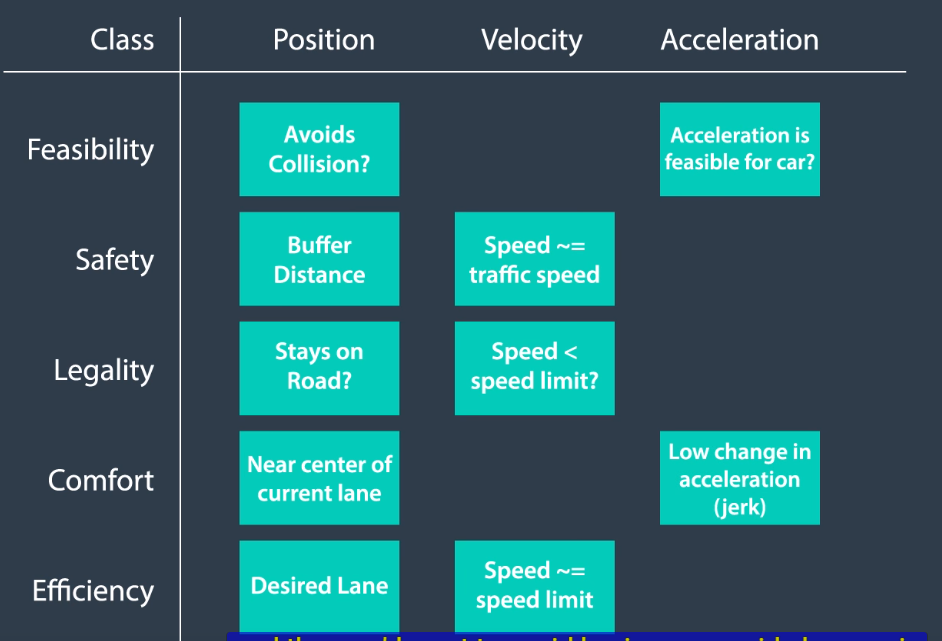 Class Position Velocity Acceleration
Feasibility
Avoids
Collision?
Acceleration is
feasible for car?
Safety
Buffer
Distance
Speed ~=
traffic speed
Legality
Stays on
Road?
Speed <
speed limit?
Comfort
Near center of
current lane
Low change in
acceleration
(jerk)
Efficiency
Desired Lane
Speed ~=
speed limit